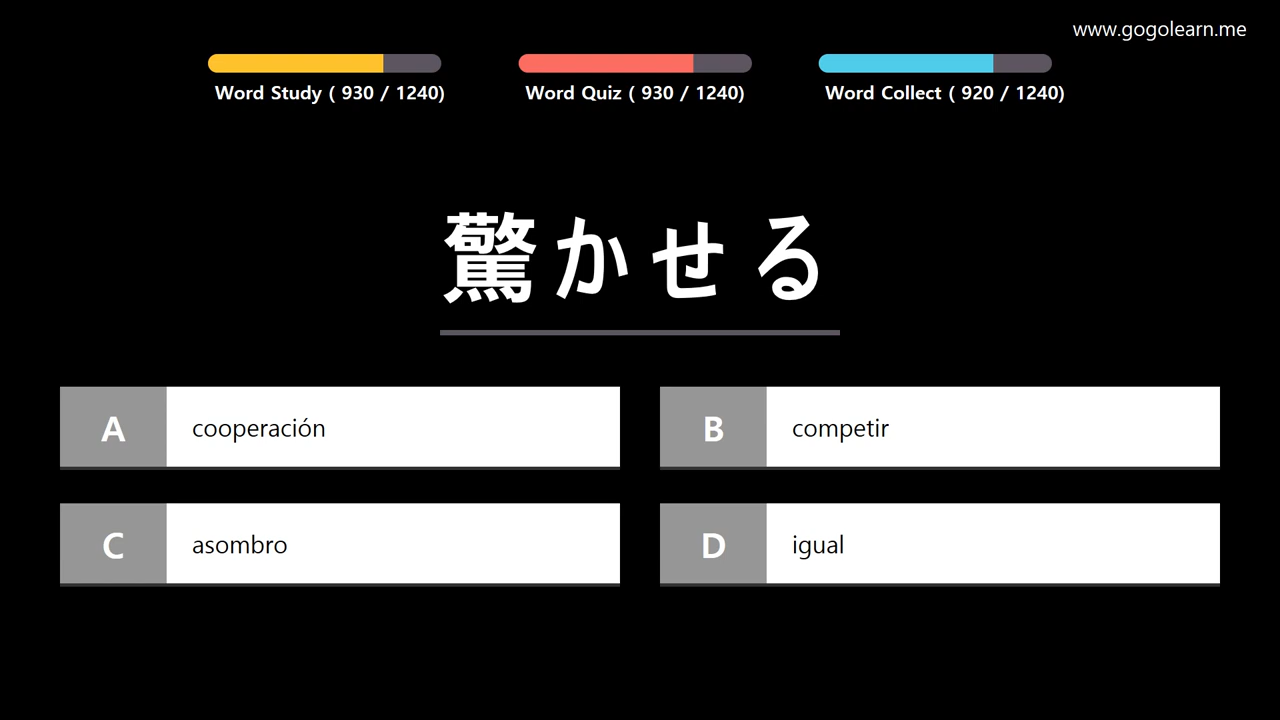 www.gogolearn.me
Word Study ( 930 / 1240)
Word Quiz ( 930 / 1240)
Word Collect ( 920 / 1240)
驚かせる
A cooperación
B competir
C asombro
D igual